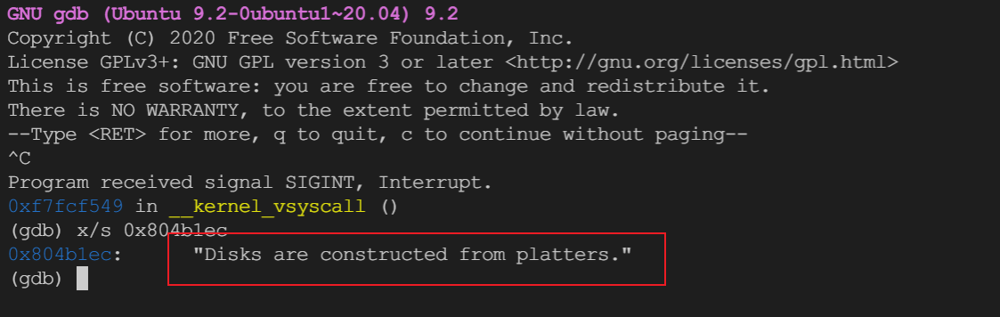 GNU gdb (Ubuntu 9.2-0ubuntu1~20.04) 9.2
Copyright (C) 2020 Free Software Foundation, Inc.
License GPLv3+: GNU GPL version 3 or later <http://gnu.org/licenses/gpl.html>
This is free software: you are free to change and redistribute it.
There is NO WARRANTY, to the extent permitted by law.
--Type <RET> for more, q to quit, c to continue without paging--
^C
Program received signal SIGINT, Interrupt.
0xf7fcf549 in __kernel_vsyscall ()
(gdb) x/s 0x804b1ec
0x804b1ec:      "Disks are constructed from platters."
(gdb)